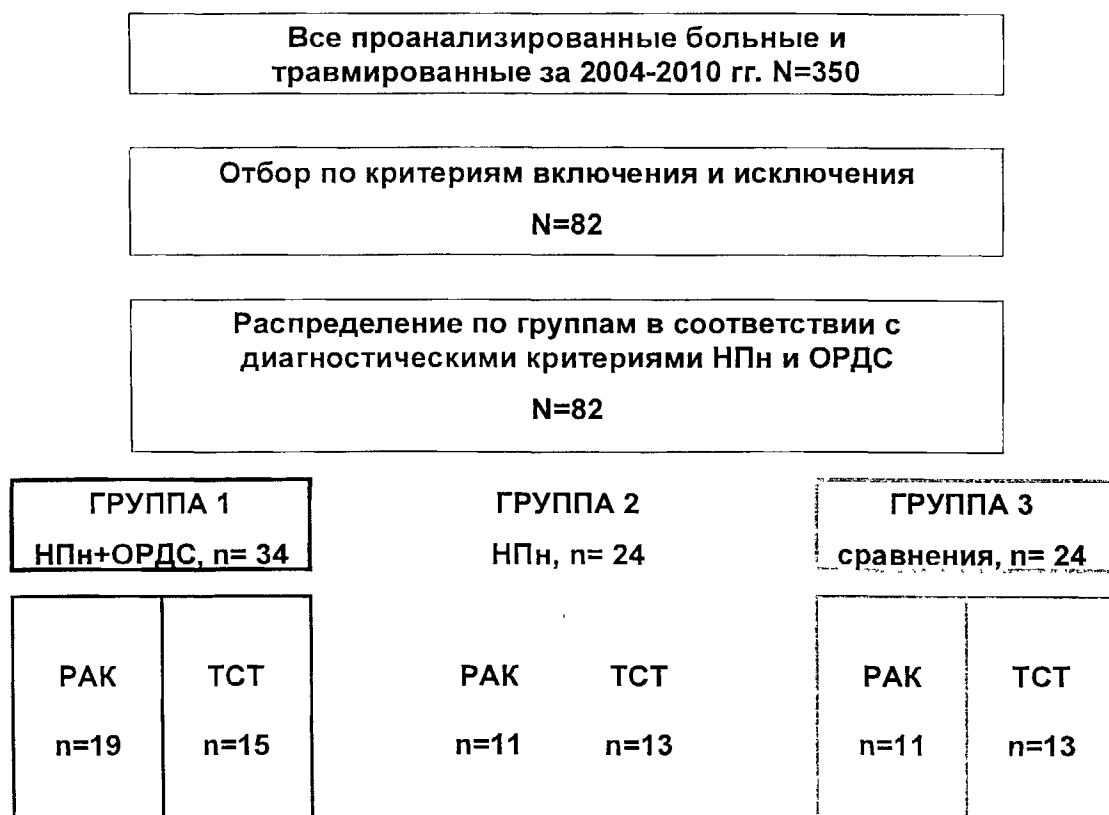 Все проанализированные больные и
травмированные за 2004-2010 гг. N=350
Отбор по критериям включения и исключения
N=82
Распределение по группам в соответствии с
диагностическими критериями НПн и ОРДС
N=82
ГРУППА 1
НПн+ОРДС, n= 34
ГРУППА 2
НПн, n= 24
ГРУППА 3
сравнения, n= 24
РАК
n=19
ТСТ
n=15
РАК
n=11
ТСТ
n=13
РАК
n=11
ТСТ
n=13